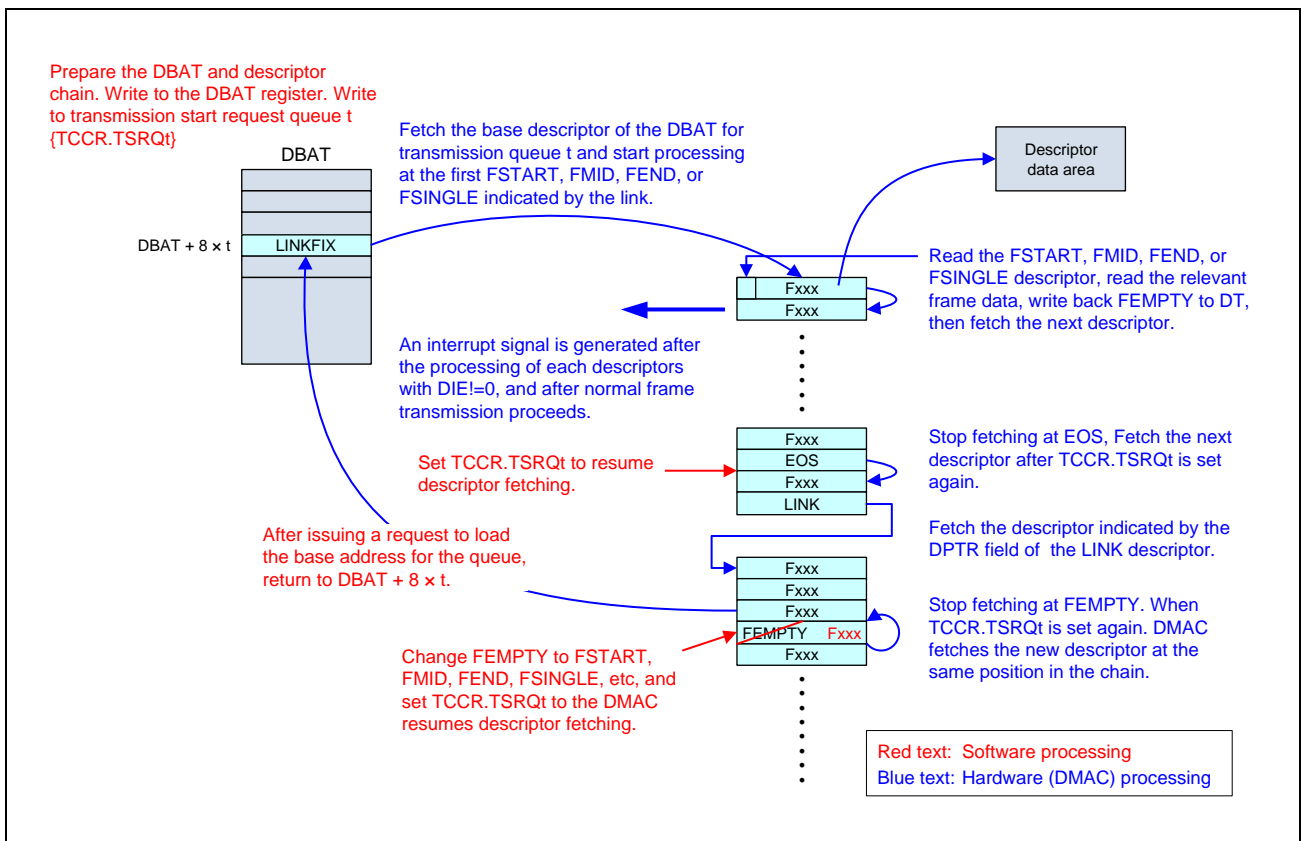 Prepare the DBAT and descriptor
chain. Write to the DBAT register. Write
to transmission start request queue t
{TCCR.TSRQt}
DBAT
DBAT + 8 × t
LINKFIX
Fetch the base descriptor of the DBAT for
transmission queue t and start processing
at the first FSTART, FMID, FEND, or
FSINGLE indicated by the link.
Descriptor
data area
Fxxx
Fxxx
Read the FSTART, FMID, FEND, or
FSINGLE descriptor, read the relevant
frame data, write back FEMPTY to DT,
then fetch the next descriptor.
An interrupt signal is generated after
the processing of each descriptors
with DIE!=0, and after normal frame
transmission proceeds.
Fxxx
EOS
Fxxx
LINK
Stop fetching at EOS, Fetch the next
descriptor after TCCR.TSRQt is set
again.
Set TCCR.TSRQt to resume
descriptor fetching.
Fetch the descriptor indicated by the
DPTR field of the LINK descriptor.
After issuing a request to load
the base address for the queue,
return to DBAT + 8 × t.
Fxxx
Fxxx
Fxxx
FEMPTY Fxxx
Fxxx
Stop fetching at FEMPTY. When
TCCR.TSRQt is set again. DMAC
fetches the new descriptor at the
same position in the chain.
Change FEMPTY to FSTART,
FMID, FEND, FSINGLE, etc, and
set TCCR.TSRQt to the DMAC
resumes descriptor fetching.
Red text: Software processing
Blue text: Hardware (DMAC) processing